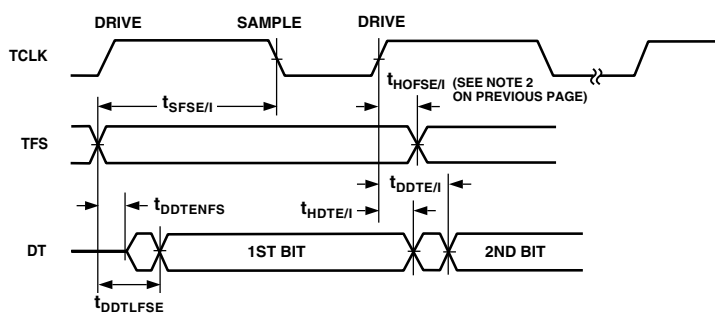 DRIVE SAMPLE DRIVE
TCLK
tSFSE/I
tHOFSE/I (SEE NOTE 2
ON PREVIOUS PAGE)
TFS
tDDTENFS
tHDTE/I
tDDTE/I
DT
1ST BIT
2ND BIT
tDDTLFSE